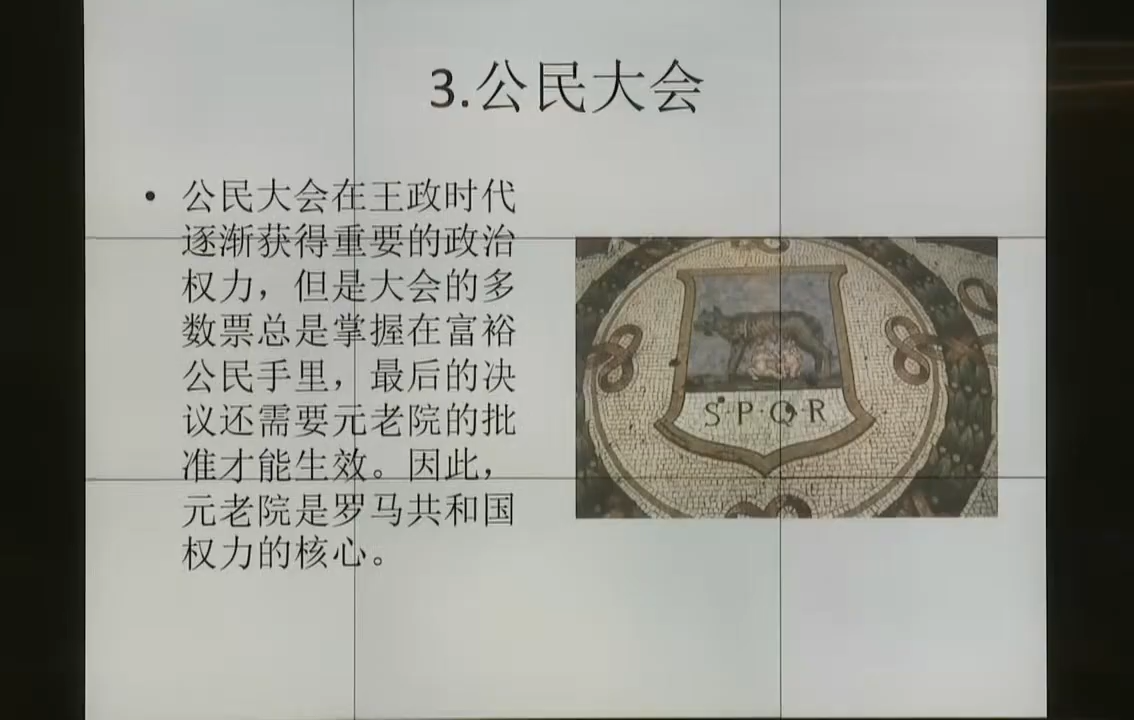 3.公民大会
• 公民大会在王政时代
逐渐获得重要的政治
权力，但是大会的多
数票总是掌握在富裕
公民手里，最后的决
议还需要元老院的批
准才能生效。因此，
元老院是罗马共和国
权力的核心。
S·P·Q·R